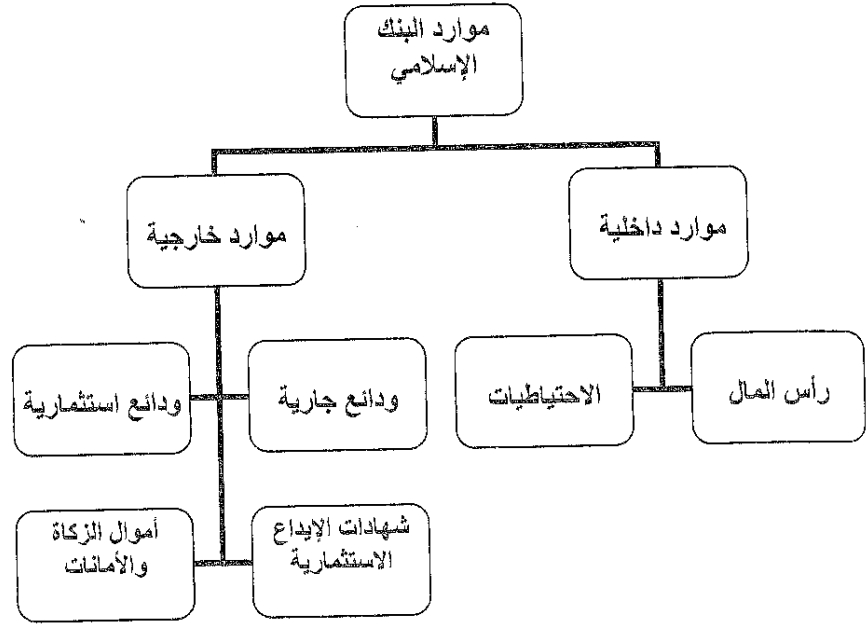 موارد البنك
الإسلامي
موارد داخلية
موارد خارجية
رأس المال
الاحتياطيات
ودائع جارية
ودائع استثمارية
شهادات الإيداع
الاستثمارية
أموال الزكاة
والأمانات